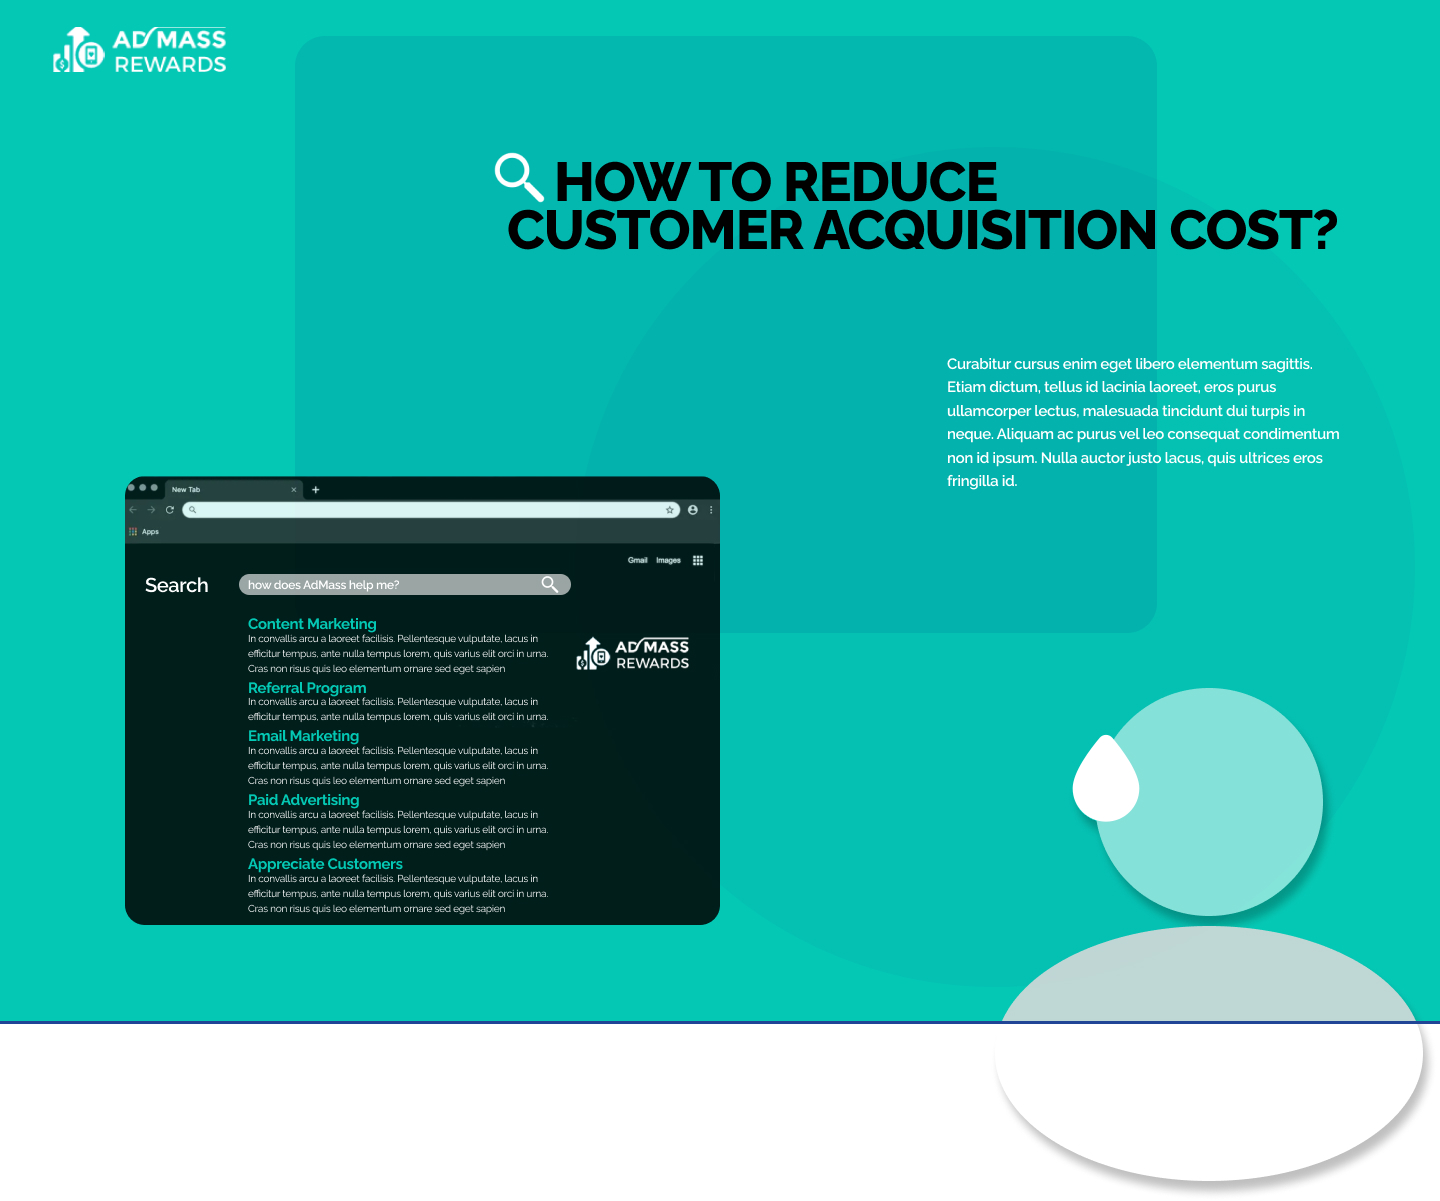 AD MASS
REWARDS
HOW TO REDUCE
CUSTOMER ACQUISITION COST?
Curabitur cursus enim eget libero elementum sagittis.
Etiam dictum, tellus id lacinia laoreet, eros purus
ullamcorper lectus, malesuada tincidunt dui turpis in
neque. Aliquam ac purus vel leo consequat condimentum
non id ipsum. Nulla auctor justo lacus, quis ultrices eros
fringilla id.
New Tab
Apps
Gmail Images
Search
how does AdMass help me?
Content Marketing
In convallis arcu a laoreet facilisis. Pellentesque vulputate, lacus in
efficitur tempus, ante nulla tempus lorem, quis varius elit orci in urna.
Cras non risus quis leo elementum ornare sed eget sapien
AD MASS
REWARDS
Referral Program
In convallis arcu a laoreet facilisis. Pellentesque vulputate, lacus in
efficitur tempus, ante nulla tempus lorem, quis varius elit orci in urna.
Email Marketing
In convallis arcu a laoreet facilisis. Pellentesque vulputate, lacus in
efficitur tempus, ante nulla tempus lorem, quis varius elit orci in urna.
Cras non risus quis leo elementum ornare sed eget sapien
Paid Advertising
In convallis arcu a laoreet facilisis. Pellentesque vulputate, lacus in
efficitur tempus, ante nulla tempus lorem, quis varius elit orci in urna.
Cras non risus quis leo elementum ornare sed eget sapien
Appreciate Customers
In convallis arcu a laoreet facilisis. Pellentesque vulputate, lacus in
efficitur tempus, ante nulla tempus lorem, quis varius elit orci in urna.
Cras non risus quis leo elementum ornare sed eget sapien